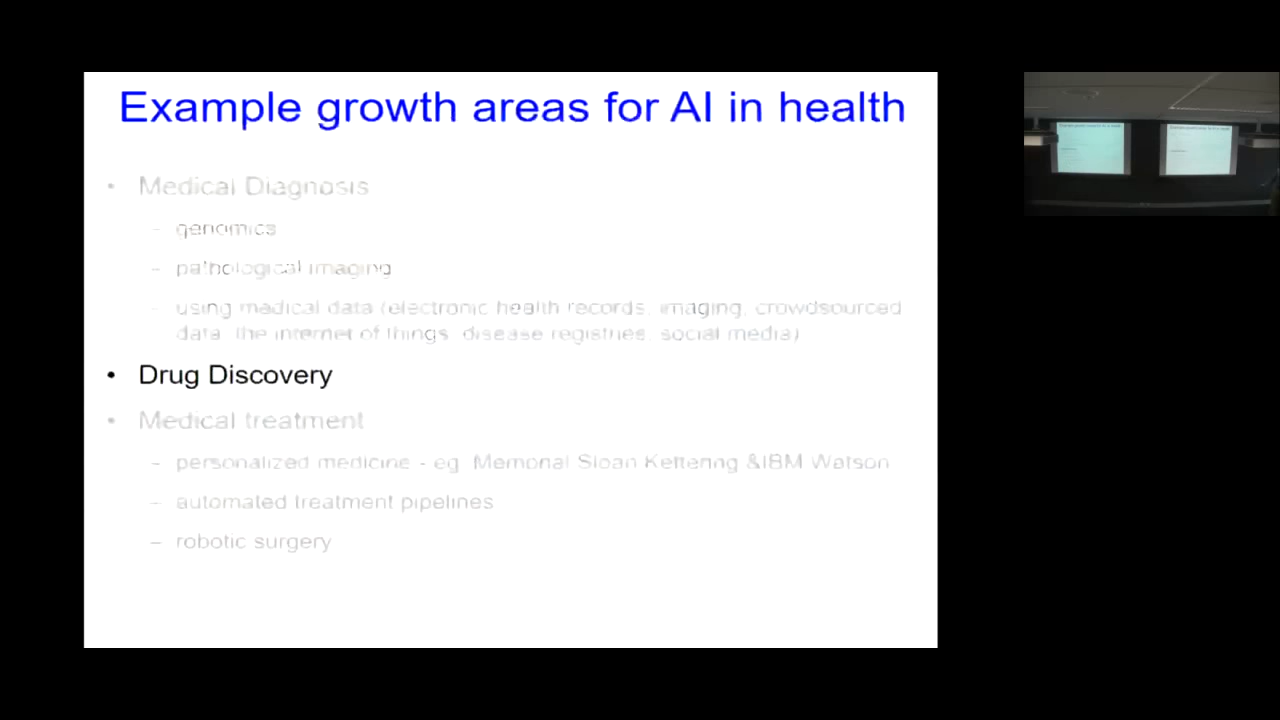 Example growth areas for AI in health
• Medical Diagnosis
– genomics
– pathological imaging
– using medical data (electronic health records, imaging, crowdsourced
data, the internet of things, disease registries, social media)
• Drug Discovery
• Medical treatment
– personalized medicine - eg. Memorial Sloan Kettering &IBM Watson
– automated treatment pipelines
– robotic surgery